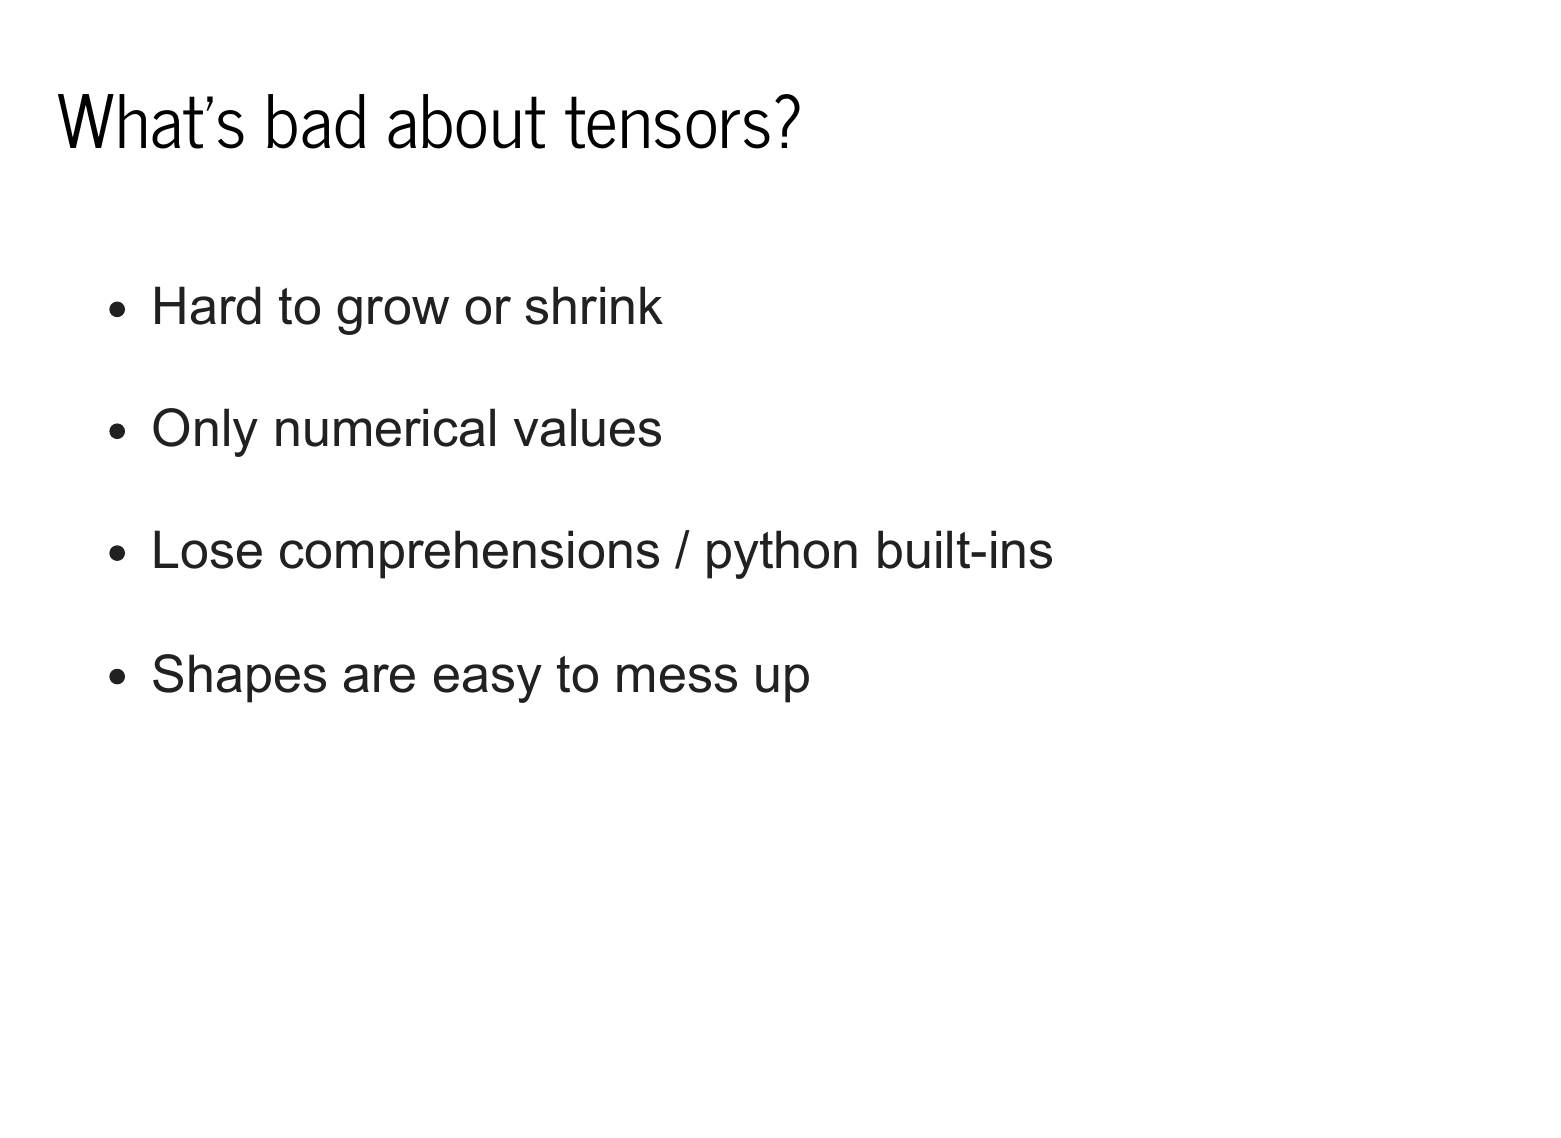 What's bad about tensors?
• Hard to grow or shrink
• Only numerical values
• Lose comprehensions / python built-ins
• Shapes are easy to mess up